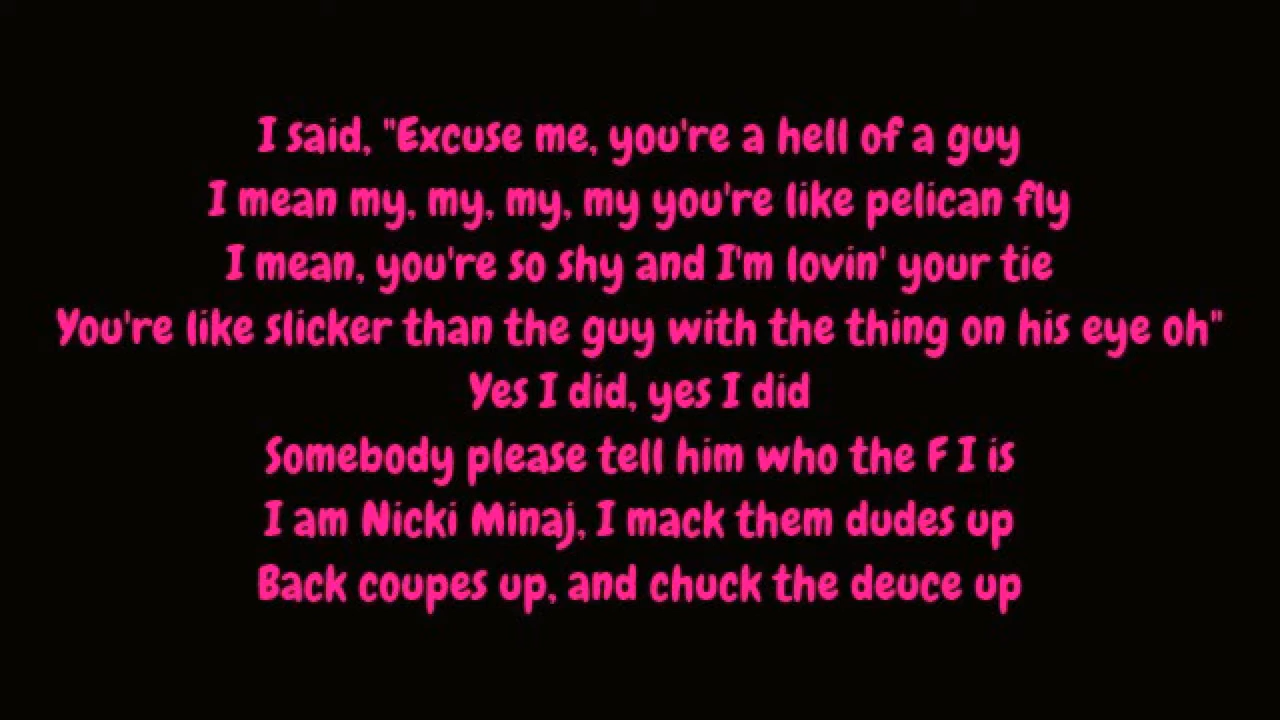 I said, "Excuse me, you're a hell of a guy
I mean my, my, my, my you're like pelican fly
I mean, you're so shy and I'm lovin' your tie
You're like slicker than the guy with the thing on his eye oh"
Yes I did, yes I did
Somebody please tell him who the F I is
I am Nicki Minaj, I mack them dudes up
Back coupes up, and chuck the deuce up